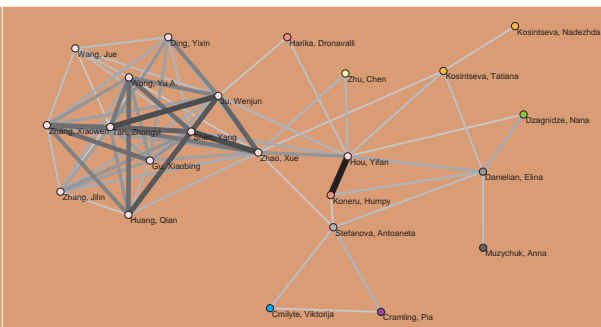 Kosintseva, Nadezhda
Ding, Yixin
Harika, Dronavalli
Wang, Jue
Zhu, Chen
Kosintseva, Tatiana
Wang, Yu A.
Ju, Wenjun
Dzagnidze, Nana
Zhang, Xiaowen
Tan, Zhongyi
Shen, Yang
Zhao, Xue
Hou, Yifan
Gu, Xiaobing
Danielian, Elina
Zhang, Jilin
Koneru, Humpy
Huang, Qian
Stefanova, Antoaneta
Muzychuk, Anna
Cmilyte, Viktorija
Cramling, Pia